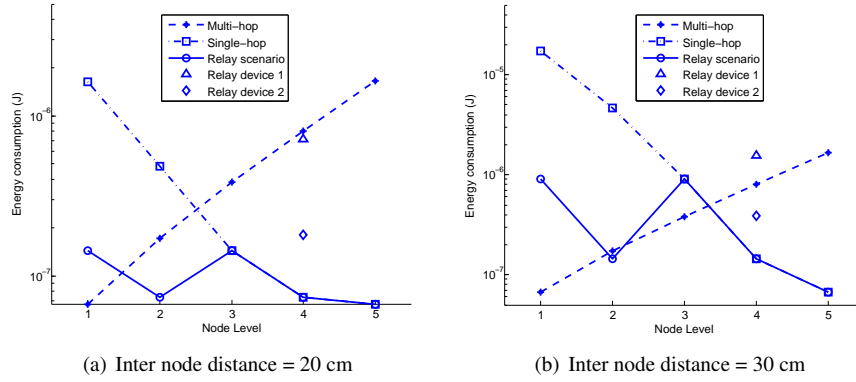 Multi−hop
Single−hop
Relay scenario
Relay device 1
Relay device 2
Energy consumption (J)
10^-6
10^-7
1 2 3 4 5
Node Level
(a) Inter node distance = 20 cm
Multi−hop
Single−hop
Relay scenario
Relay device 1
Relay device 2
Energy consumption (J)
10^-5
10^-6
10^-7
1 2 3 4 5
Node Level
(b) Inter node distance = 30 cm